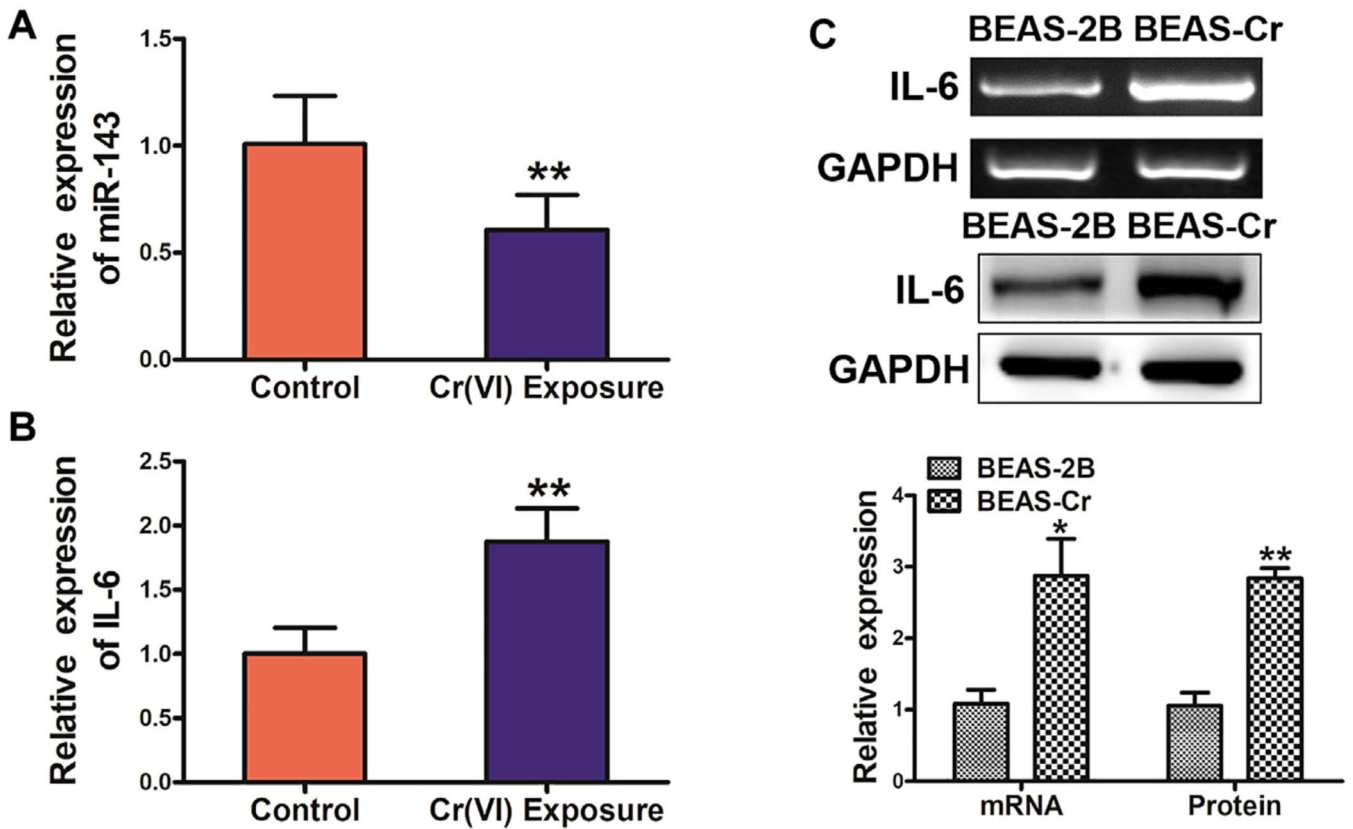 A
Relative expression
of miR-143
1.5
1.0
0.5
0.0
**
Control
Cr(VI) Exposure
B
Relative expression
of IL-6
2.5
2.0
1.5
1.0
0.5
0.0
**
Control
Cr(VI) Exposure
C
BEAS-2B BEAS-Cr
IL-6
GAPDH
BEAS-2B BEAS-Cr
IL-6
GAPDH
BEAS-2B
BEAS-Cr
Relative expression
4
3
2
1
0
*
**
mRNA
Protein